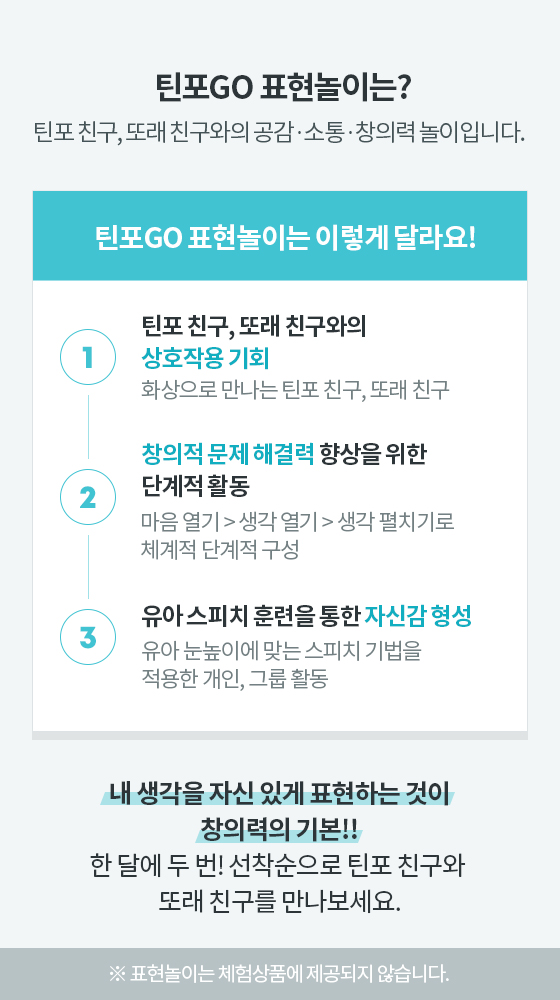 틴포GO 표현놀이는?
틴포 친구, 또래 친구와의 공감·소통·창의력 놀이입니다.
틴포GO 표현놀이는 이렇게 달라요!
1
틴포 친구, 또래 친구와의
상호작용 기회
화상으로 만나는 틴포 친구, 또래 친구
2
창의적 문제 해결력 향상을 위한
단계적 활동
마음 열기 > 생각 열기 > 생각 펼치기로
체계적 단계적 구성
3
유아 스피치 훈련을 통한 자신감 형성
유아 눈높이에 맞는 스피치 기법을
적용한 개인, 그룹 활동
내 생각을 자신 있게 표현하는 것이
창의력의 기본!!
한 달에 두 번! 선착순으로 틴포 친구와
또래 친구를 만나보세요.
※ 표현놀이는 체험상품에 제공되지 않습니다.